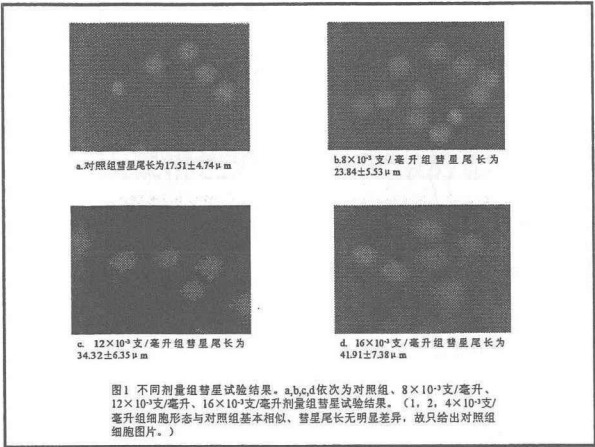 a.对照组彗星尾长为17.51±4.74μm
b.8×10⁻³支/毫升组彗星尾长为
23.84±5.53μm
c. 12×10⁻³支/毫升组彗星尾长为
34.32±6.35μm
d. 16×10⁻³支/毫升组彗星尾长为
41.91±7.38μm
图1 不同剂量组彗星试验结果。a,b,c,d依次为对照组、8×10⁻³支/毫升、
12×10⁻³支/毫升、16×10⁻³支/毫升剂量组彗星试验结果。（1，2，4×10⁻³支/
毫升组细胞形态与对照组基本相似、彗星尾长无明显差异，故只给出对照组
细胞图片。）